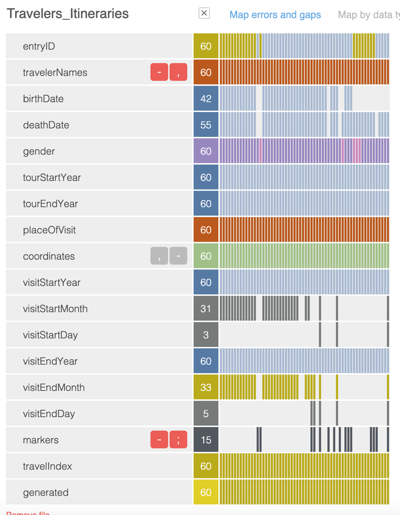 Travelers_Itineraries × Map errors and gaps Map by data ty
entryID 60
travelerNames - , 60
birthDate 42
deathDate 55
gender 60
tourStartYear 60
tourEndYear 60
placeOfVisit 60
coordinates , - 60
visitStartYear 60
visitStartMonth 31
visitStartDay 3
visitEndYear 60
visitEndMonth 33
visitEndDay 5
markers - ; 15
travelIndex 60
generated 60
Remove file